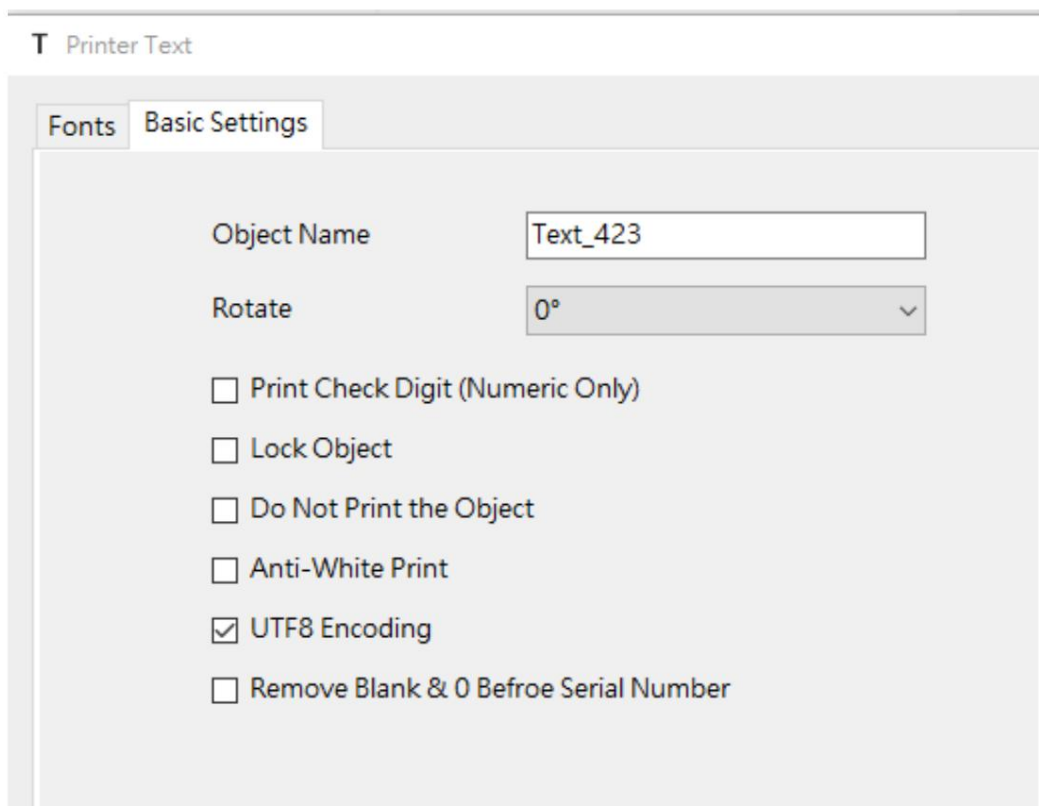 T Printer Text
Fonts Basic Settings
Object Name Text_423
Rotate 0°
Print Check Digit (Numeric Only)
Lock Object
Do Not Print the Object
Anti-White Print
UTF8 Encoding
Remove Blank & 0 Befroe Serial Number